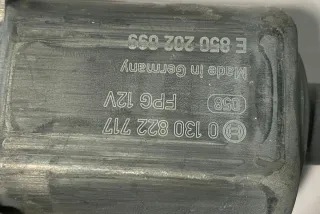 0 130 822 717
058 FPG 12V
Made in Germany
E 850 202 099